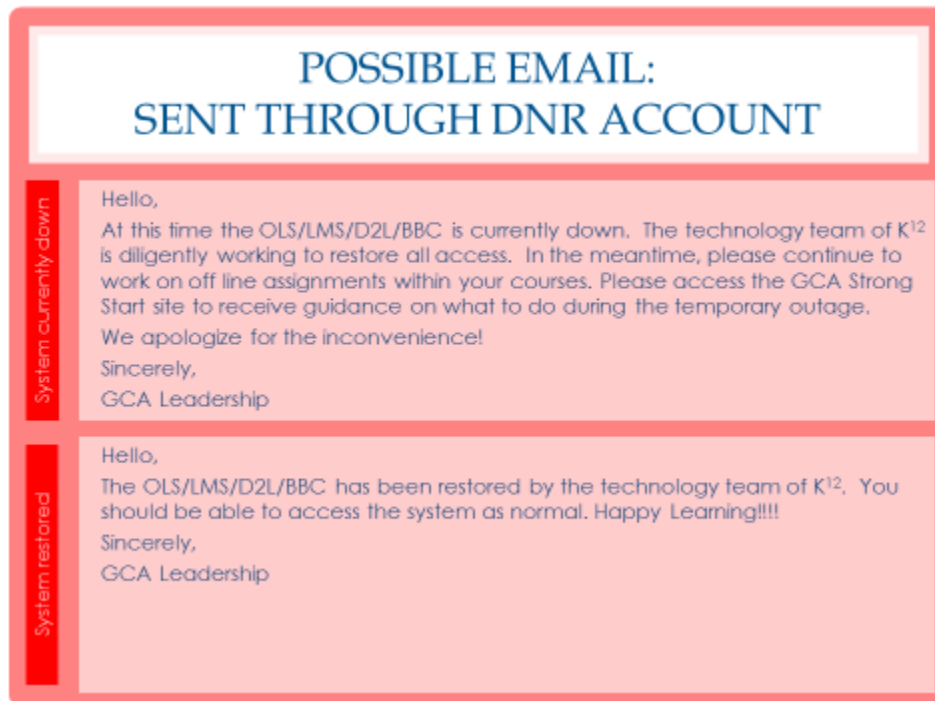 POSSIBLE EMAIL:
SENT THROUGH DNR ACCOUNT
System currently down
Hello,
At this time the OLS/LMS/D2L/BBC is currently down. The technology team of K¹²
is diligently working to restore all access. In the meantime, please continue to
work on off line assignments within your courses. Please access the GCA Strong
Start site to receive guidance on what to do during the temporary outage.
We apologize for the inconvenience!
Sincerely,
GCA Leadership
System restored
Hello,
The OLS/LMS/D2L/BBC has been restored by the technology team of K¹². You
should be able to access the system as normal. Happy Learning!!!!
Sincerely,
GCA Leadership